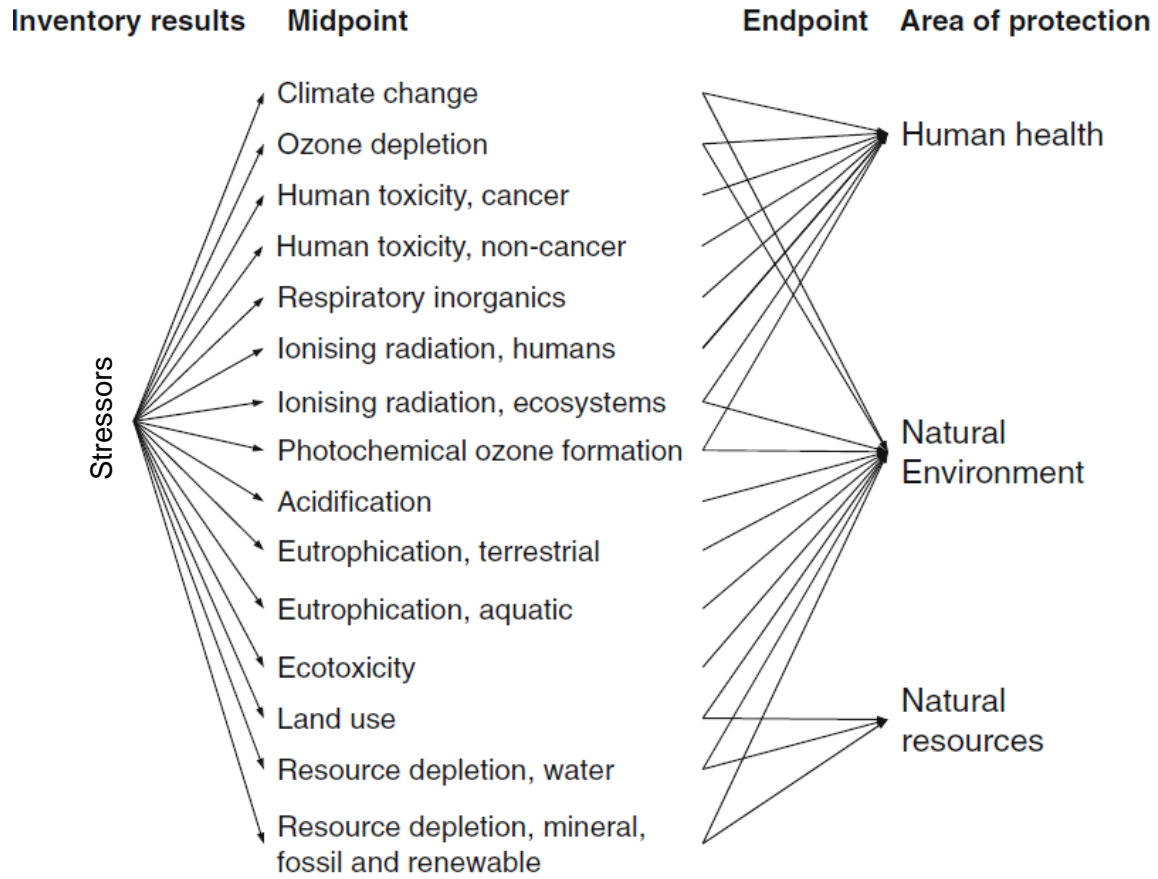 Inventory results Midpoint Endpoint Area of protection
Climate change
Ozone depletion
Human toxicity, cancer
Human toxicity, non-cancer
Respiratory inorganics
Ionising radiation, humans
Ionising radiation, ecosystems
Photochemical ozone formation
Acidification
Eutrophication, terrestrial
Eutrophication, aquatic
Ecotoxicity
Land use
Resource depletion, water
Resource depletion, mineral,
fossil and renewable
Stressors
Human health
Natural
Environment
Natural
resources